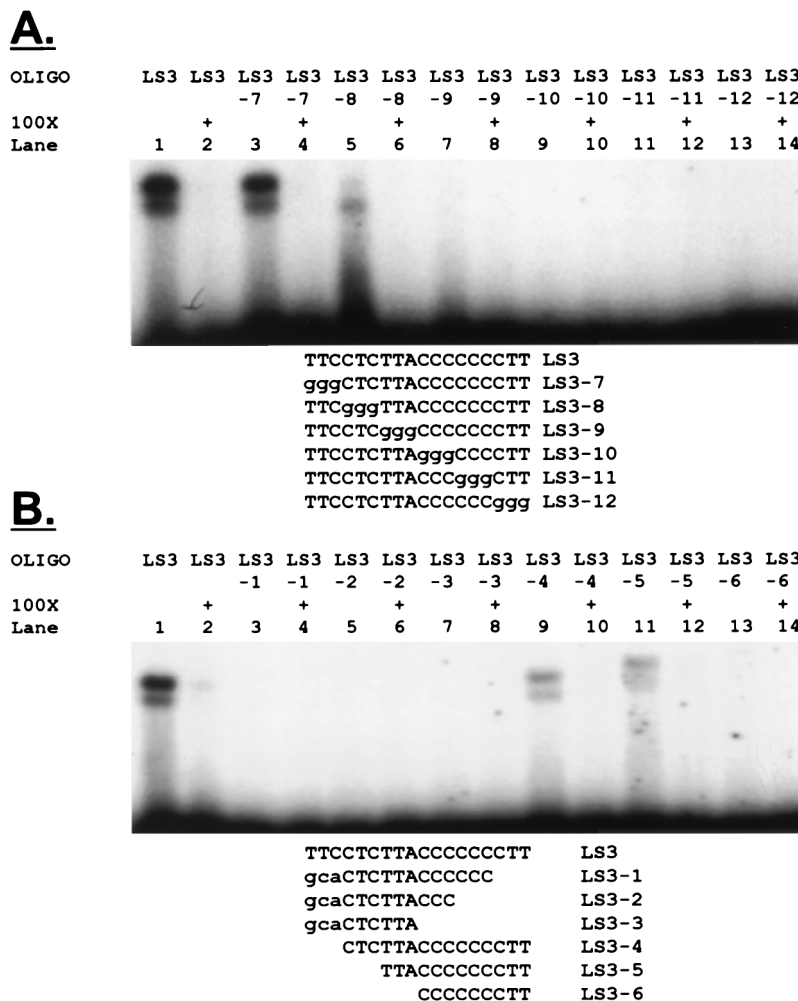 A.
OLIGO LS3 LS3 LS3 LS3 LS3 LS3 LS3 LS3 LS3 LS3 LS3 LS3 LS3 LS3
-7 -7 -8 -8 -9 -9 -10 -10 -11 -11 -12 -12
100X + + + + + + +
Lane 1 2 3 4 5 6 7 8 9 10 11 12 13 14
TTCCTCTTACCCCCCCTT LS3
gggCTCTTACCCCCCCTT LS3-7
TTCgggTTACCCCCCCTT LS3-8
TTCCTCgggCCCCCCCTT LS3-9
TTCCTCTTAgggCCCCTT LS3-10
TTCCTCTTACCCgggCTT LS3-11
TTCCTCTTACCCCCCggg LS3-12
B.
OLIGO LS3 LS3 LS3 LS3 LS3 LS3 LS3 LS3 LS3 LS3 LS3 LS3 LS3 LS3
-1 -1 -2 -2 -3 -3 -4 -4 -5 -5 -6 -6
100X + + + + + + +
Lane 1 2 3 4 5 6 7 8 9 10 11 12 13 14
TTCCTCTTACCCCCCCTT LS3
gcaCTCTTACCCCCC LS3-1
gcaCTCTTACCC LS3-2
gcaCTCTTA LS3-3
CTCTTACCCCCCCTT LS3-4
TTACCCCCCCTT LS3-5
CCCCCCCTT LS3-6